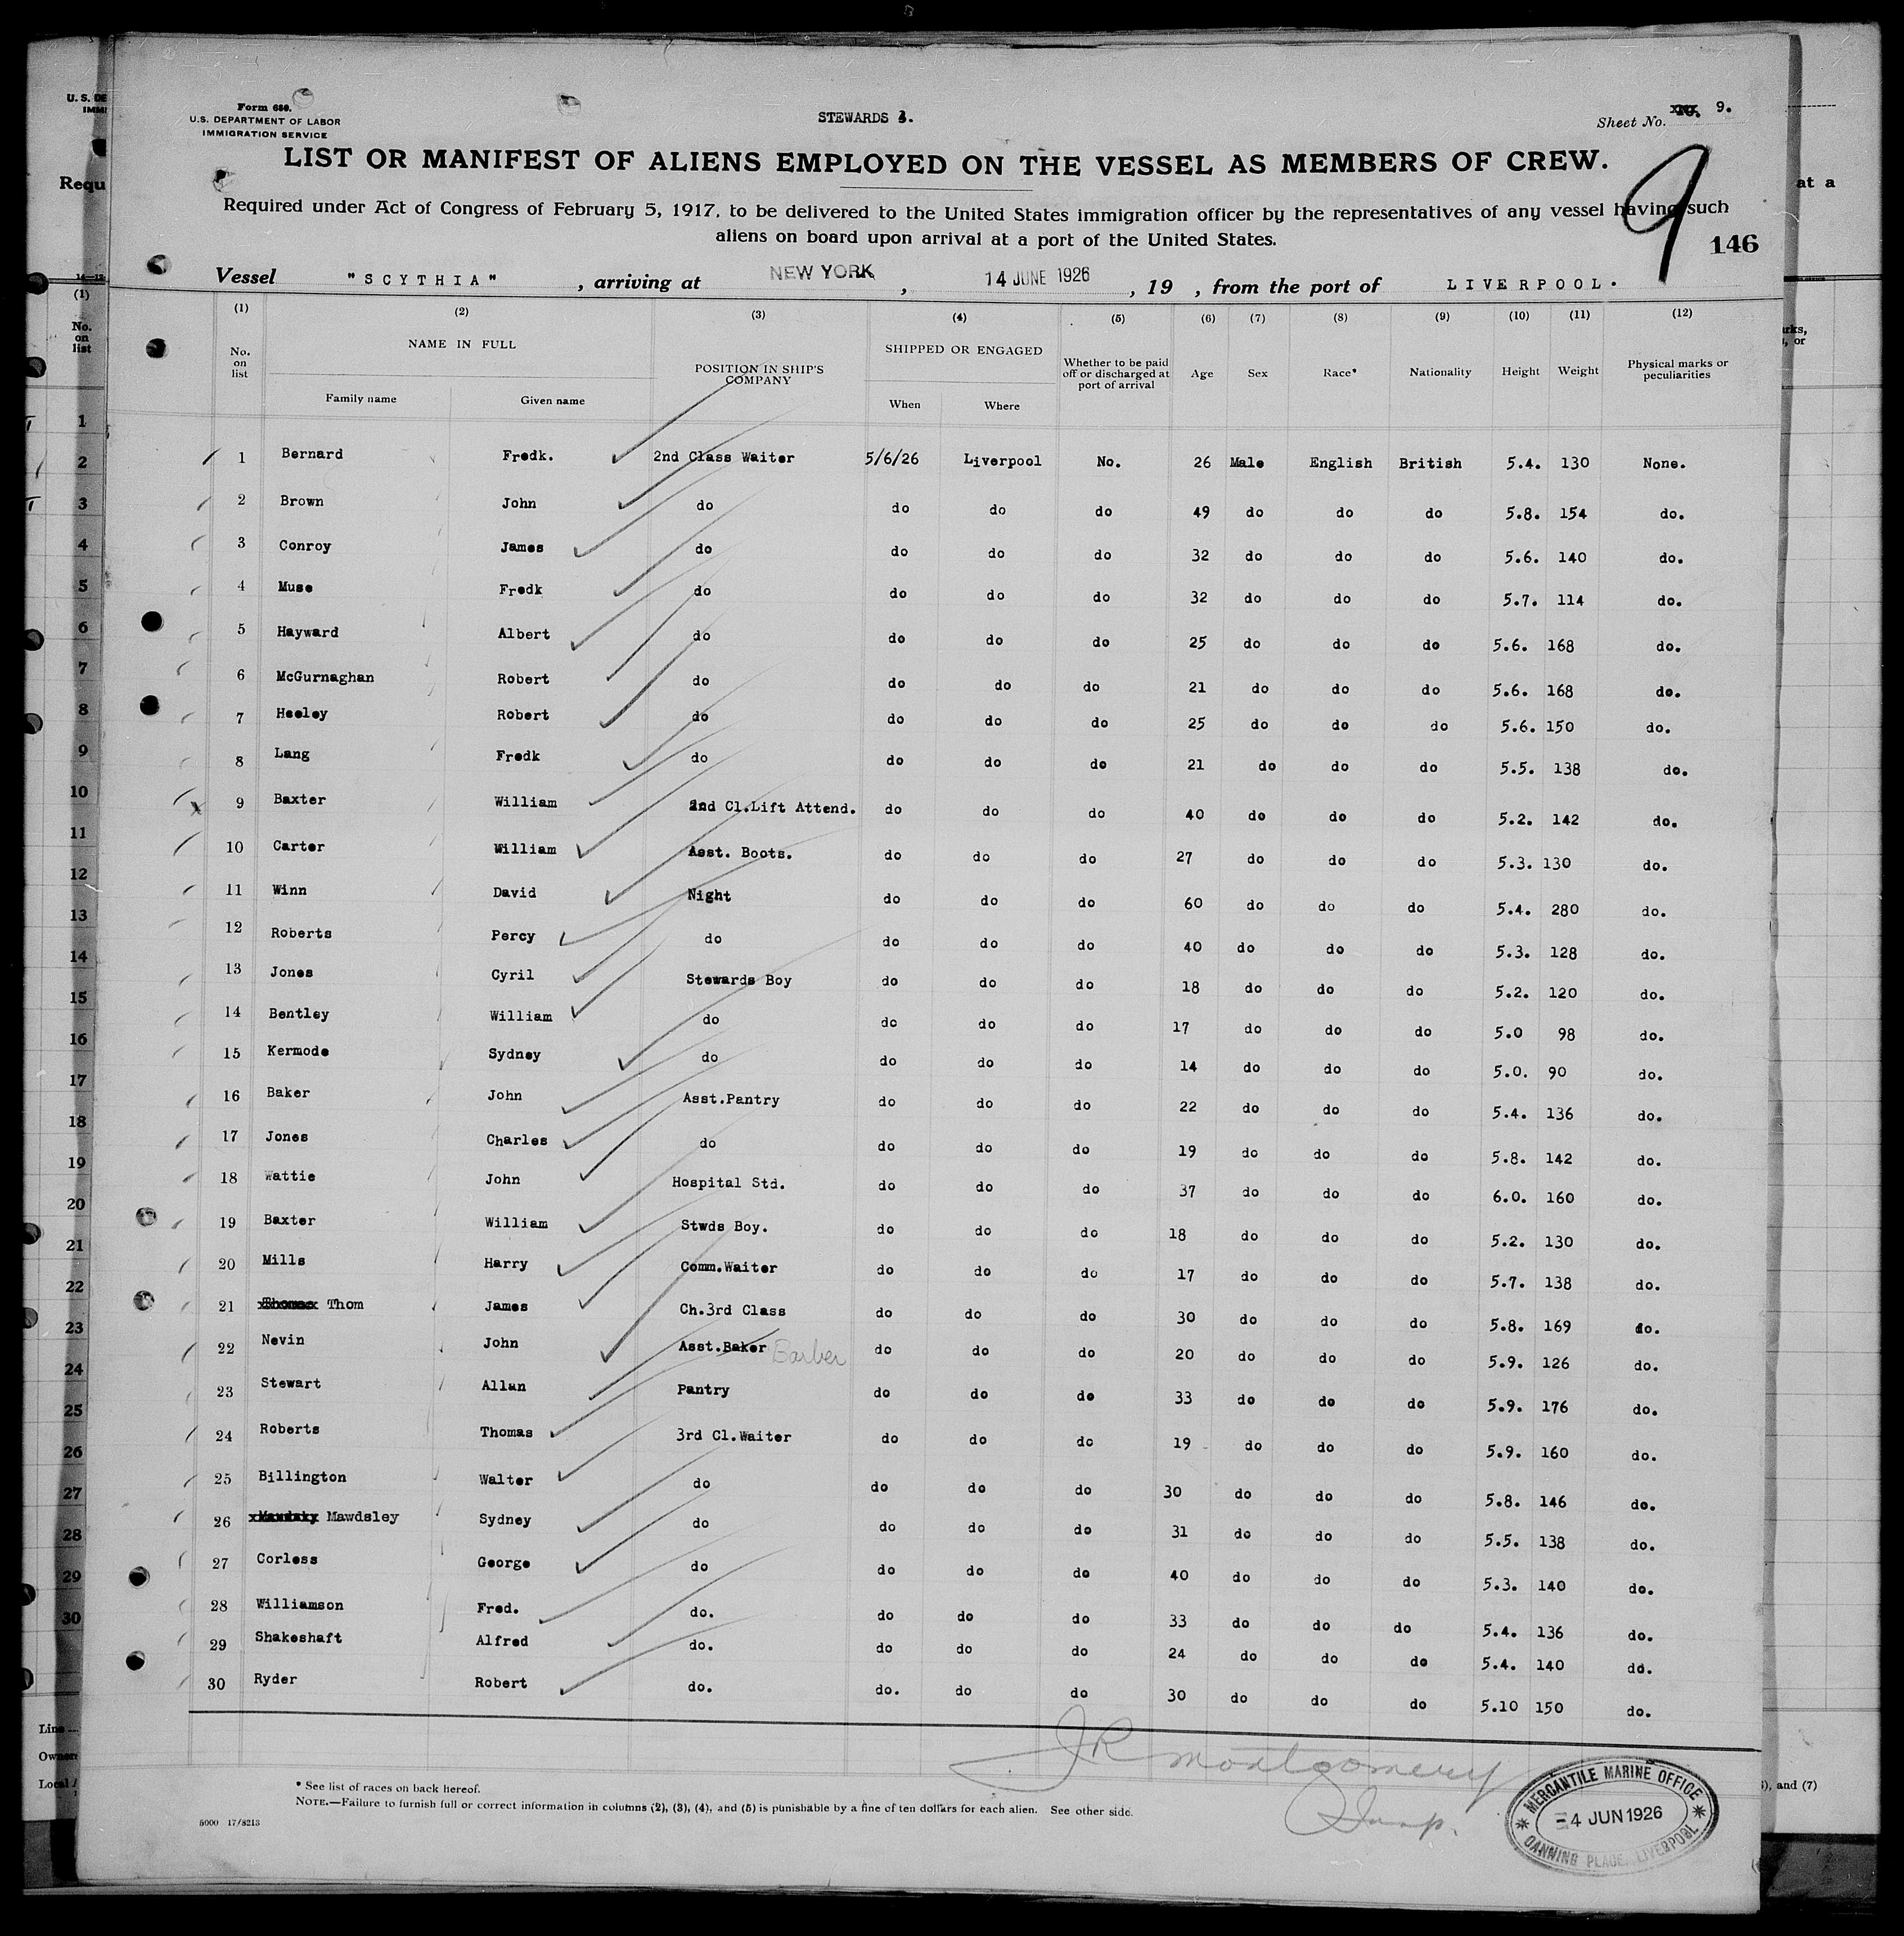 Form 680.
U.S. DEPARTMENT OF LABOR
IMMIGRATION SERVICE
STEWARDS 3.
Sheet No. 9.
LIST OR MANIFEST OF ALIENS EMPLOYED ON THE VESSEL AS MEMBERS OF CREW.
Required under Act of Congress of February 5, 1917, to be delivered to the United States immigration officer by the representatives of any vessel having such
aliens on board upon arrival at a port of the United States.
9
146
Vessel "SCYTHIA", arriving at NEW YORK, 14 JUNE 1926, 19 , from the port of LIVERPOOL.
(1) (2) (3) (4) (5) (6) (7) (8) (9) (10) (11) (12)
No. on list NAME IN FULL POSITION IN SHIP'S COMPANY SHIPPED OR ENGAGED Whether to be paid off or discharged at port of arrival Age Sex Race* Nationality Height Weight Physical marks or peculiarities
Family name Given name When Where
1 Bernard Fredk. 2nd Class Waiter 5/6/26 Liverpool No. 26 Male English British 5.4. 130 None.
2 Brown John do do do do 49 do do do 5.8. 154 do.
3 Conroy James do do do do 32 do do do 5.6. 140 do.
4 Muse Fredk do do do do 32 do do do 5.7. 114 do.
5 Hayward Albert do do do do 25 do do do 5.6. 168 do.
6 McGurnaghan Robert do do do do 21 do do do 5.6. 168 do.
7 Heeley Robert do do do do 25 do do do 5.6. 150 do.
8 Lang Fredk do do do do 21 do do do 5.5. 138 do.
9 Baxter William 2nd Cl.Lift Attend. do do do 40 do do do 5.2. 142 do.
10 Carter William Asst. Boots. do do do 27 do do do 5.3. 130 do.
11 Winn David Night do do do 60 do do do 5.4. 280 do.
12 Roberts Percy do do do do 40 do do do 5.3. 128 do.
13 Jones Cyril Stewards Boy do do do 18 do do do 5.2. 120 do.
14 Bentley William do do do do 17 do do do 5.0 98 do.
15 Kermode Sydney do do do do 14 do do do 5.0. 90 do.
16 Baker John Asst.Pantry do do do 22 do do do 5.4. 136 do.
17 Jones Charles do do do do 19 do do do 5.8. 142 do.
18 Wattie John Hospital Std. do do do 37 do do do 6.0. 160 do.
19 Baxter William Stwds Boy. do do do 18 do do do 5.2. 130 do.
20 Mills Harry Comm.Waiter do do do 17 do do do 5.7. 138 do.
21 Thomas Thom James Ch.3rd Class do do do 30 do do do 5.8. 169 do.
22 Nevin John Asst.Baker Barber do do do 20 do do do 5.9. 126 do.
23 Stewart Allan Pantry do do do 33 do do do 5.9. 176 do.
24 Roberts Thomas 3rd Cl.Waiter do do do 19 do do do 5.9. 160 do.
25 Billington Walter do do do do 30 do do do 5.8. 146 do.
26 Mawdsley Sydney do do do do 31 do do do 5.5. 138 do.
27 Corless George do do do do 40 do do do 5.3. 140 do.
28 Williamson Fred. do. do do do 33 do do do 5.4. 136 do.
29 Shakeshaft Alfred do. do do do 24 do do do 5.4. 140 do.
30 Ryder Robert do. do. do do 30 do do do 5.10 150 do.
JR Montgomery
* See list of races on back hereof.
NOTE.—Failure to furnish full or correct information in columns (2), (3), (4), and (5) is punishable by a fine of ten dollars for each alien. See other side.
5000 17/8213
MERCANTILE MARINE OFFICE
-4 JUN 1926
CANNING PLACE, LIVERPOOL